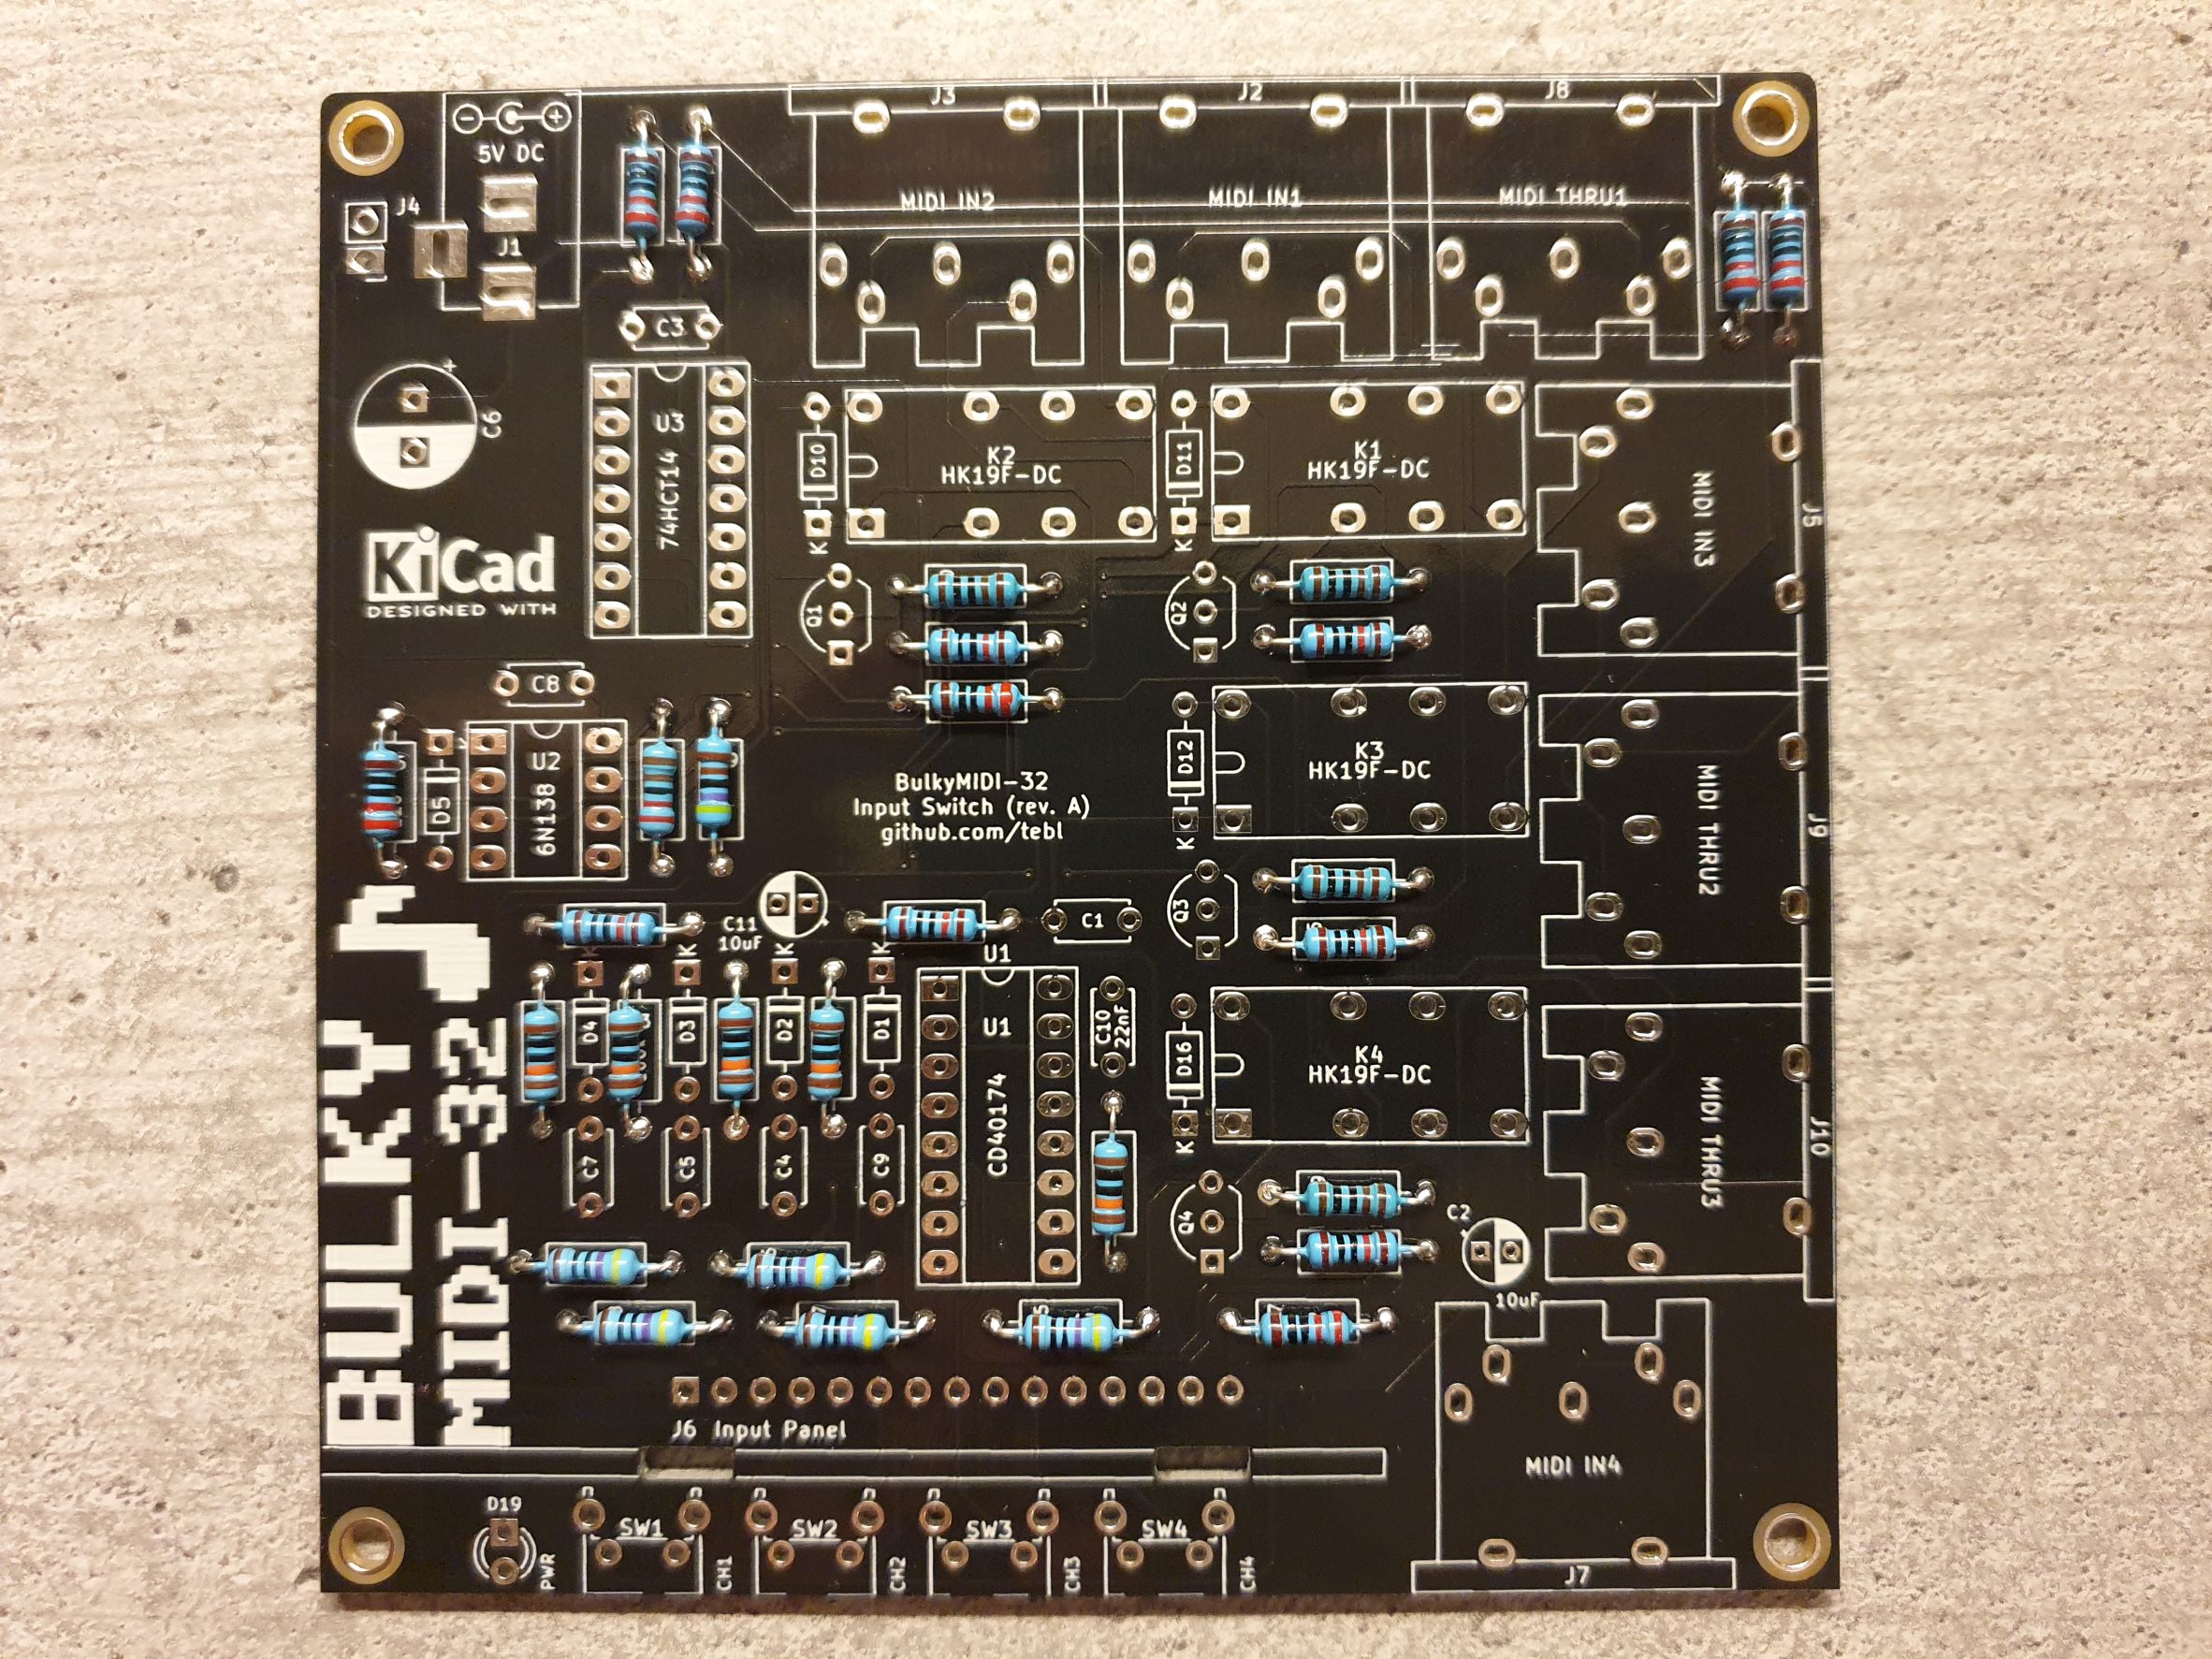 J3
J2
J8
5V DC
J4
J1
MIDI IN2
MIDI IN1
MIDI THRU1
C3
+
C6
U3
74HCT14
D10
K
K2
HK19F-DC
D11
K
K1
HK19F-DC
MIDI IN3
J5
KiCad
DESIGNED WITH
Q1
Q2
C8
D5
U2
6N138
BulkyMIDI-32
Input Switch (rev. A)
github.com/tebl
D12
K
K3
HK19F-DC
MIDI THRU2
J9
Q3
C11
10uF
C1
U1
K
K
K
K
D4
D3
D2
D1
U1
CD40174
C10
22nF
D16
K
K4
HK19F-DC
MIDI THRU3
J10
C7
C5
C4
C9
Q4
C2
10uF
BULKY
MIDI-32
J6 Input Panel
MIDI IN4
J7
D19
PWR
SW1
CH1
SW2
CH2
SW3
CH3
SW4
CH4